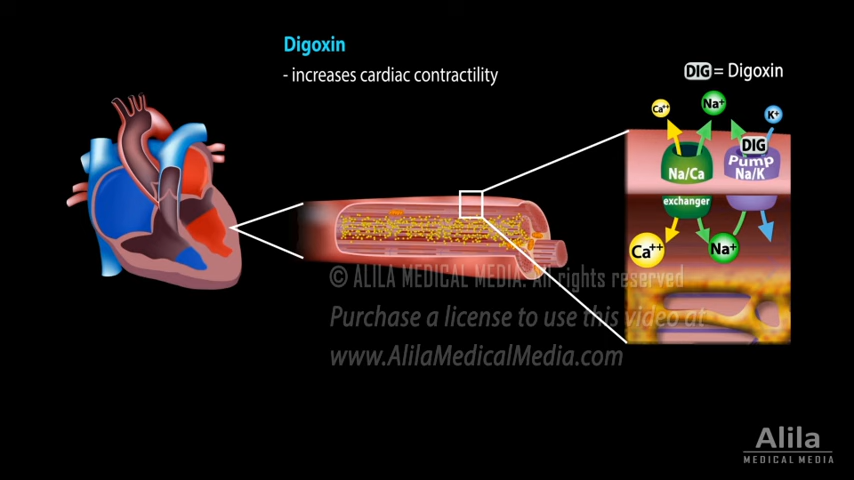 Digoxin
- increases cardiac contractility
DIG = Digoxin
Ca++
Na+
K+
DIG
Na/Ca
Pump
Na/K
exchanger
Ca++
Na+
© ALILA MEDICAL MEDIA. All rights reserved
Purchase a license to use this video at
www.AlilaMedicalMedia.com
Alila
MEDICAL MEDIA